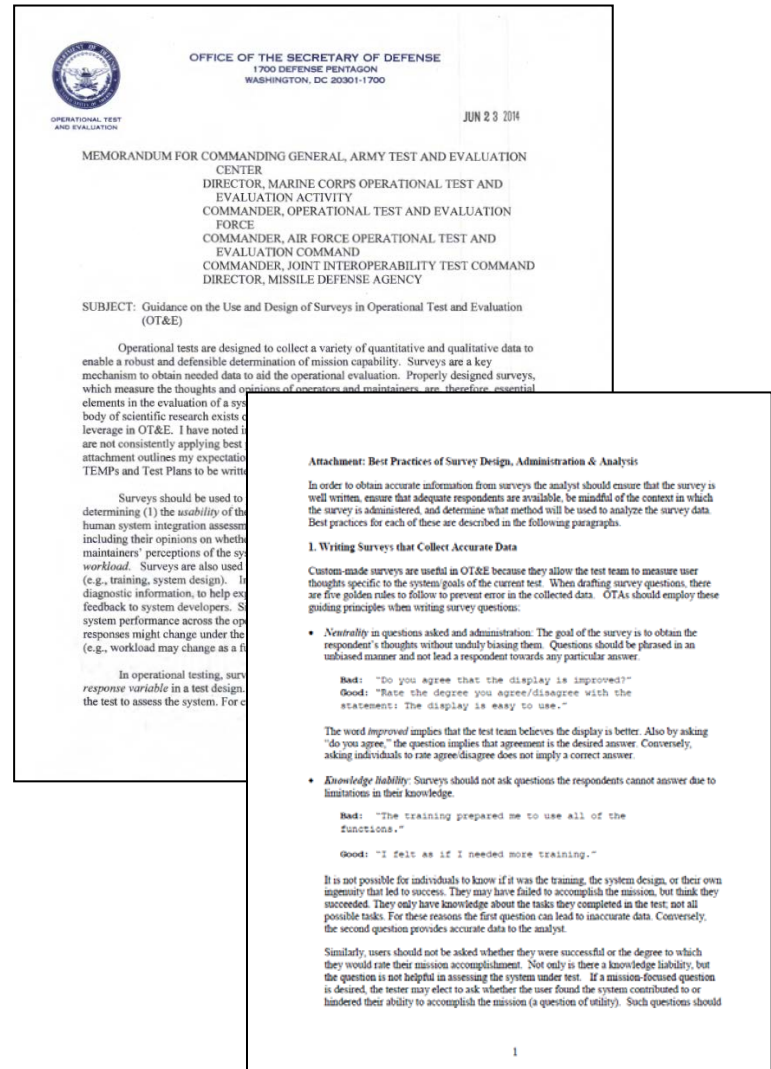 OFFICE OF THE SECRETARY OF DEFENSE
1700 DEFENSE PENTAGON
WASHINGTON, DC 20301-1700
OPERATIONAL TEST
AND EVALUATION
JUN 23 2014
MEMORANDUM FOR COMMANDING GENERAL, ARMY TEST AND EVALUATION
CENTER
DIRECTOR, MARINE CORPS OPERATIONAL TEST AND
EVALUATION ACTIVITY
COMMANDER, OPERATIONAL TEST AND EVALUATION
FORCE
COMMANDER, AIR FORCE OPERATIONAL TEST AND
EVALUATION COMMAND
COMMANDER, JOINT INTEROPERABILITY TEST COMMAND
DIRECTOR, MISSILE DEFENSE AGENCY
SUBJECT: Guidance on the Use and Design of Surveys in Operational Test and Evaluation
(OT&E)
Operational tests are designed to collect a variety of quantitative and qualitative data to
enable a robust and defensible determination of mission capability. Surveys are a key
mechanism to obtain needed data to aid the operational evaluation. Properly designed surveys,
which measure the thoughts and opinions of operators and maintainers, are, therefore, essential
elements in the evaluation of a sys
body of scientific research exists
leverage in OT&E. I have noted
are not consistently applying best
attachment outlines my expectatio
TEMPs and Test Plans to be writte
Surveys should be used to
determining (1) the usability of the
human system integration assessm
including their opinions on wheth
maintainers' perceptions of the sy
workload. Surveys are also used
(e.g., training, system design). I
diagnostic information, to help ex
feedback to system developers. S
system performance across the op
responses might change under the
(e.g., workload may change as a f
In operational testing, surv
response variable in a test design.
the test to assess the system. For e
Attachment: Best Practices of Survey Design, Administration & Analysis
In order to obtain accurate information from surveys the analyst should ensure that the survey is
well written, ensure that adequate respondents are available, be mindful of the context in which
the survey is administered, and determine what method will be used to analyze the survey data.
Best practices for each of these are described in the following paragraphs.
1. Writing Surveys that Collect Accurate Data
Custom-made surveys are useful in OT&E because they allow the test team to measure user
thoughts specific to the system/goals of the current test. When drafting survey questions, there
are five golden rules to follow to prevent error in the collected data. OTAs should employ these
guiding principles when writing survey questions:
• Neutrality in questions asked and administration: The goal of the survey is to obtain the
respondent's thoughts without unduly biasing them. Questions should be phrased in an
unbiased manner and not lead a respondent towards any particular answer.
Bad: "Do you agree that the display is improved?"
Good: "Rate the degree you agree/disagree with the
statement: The display is easy to use."
The word improved implies that the test team believes the display is better. Also by asking
"do you agree," the question implies that agreement is the desired answer. Conversely,
asking individuals to rate agree/disagree does not imply a correct answer.
• Knowledge liability: Surveys should not ask questions the respondents cannot answer due to
limitations in their knowledge.
Bad: "The training prepared me to use all of the
functions."
Good: "I felt as if I needed more training."
It is not possible for individuals to know if it was the training, the system design, or their own
ingenuity that led to success. They may have failed to accomplish the mission, but think they
succeeded. They only have knowledge about the tasks they completed in the test; not all
possible tasks. For these reasons the first question can lead to inaccurate data. Conversely,
the second question provides accurate data to the analyst.
Similarly, users should not be asked whether they were successful or the degree to which
they would rate their mission accomplishment. Not only is there a knowledge liability, but
the question is not helpful in assessing the system under test. If a mission-focused question
is desired, the tester may elect to ask whether the user found the system contributed to or
hindered their ability to accomplish the mission (a question of utility). Such questions should
1